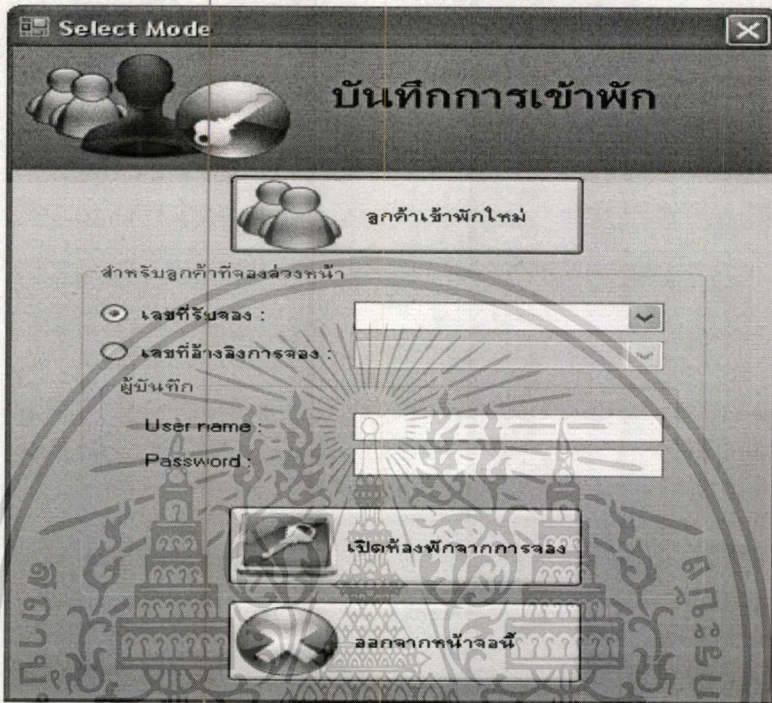 Select Mode
บันทึกการเข้าพัก
ลูกค้าเข้าพักใหม่
สำหรับลูกค้าที่จองล่วงหน้า
เลขที่รับจอง :
เลขที่อ้างอิงการจอง :
ผู้บันทึก
User name :
Password :
เปิดห้องพักจากการจอง
ออกจากหน้าจอนี้